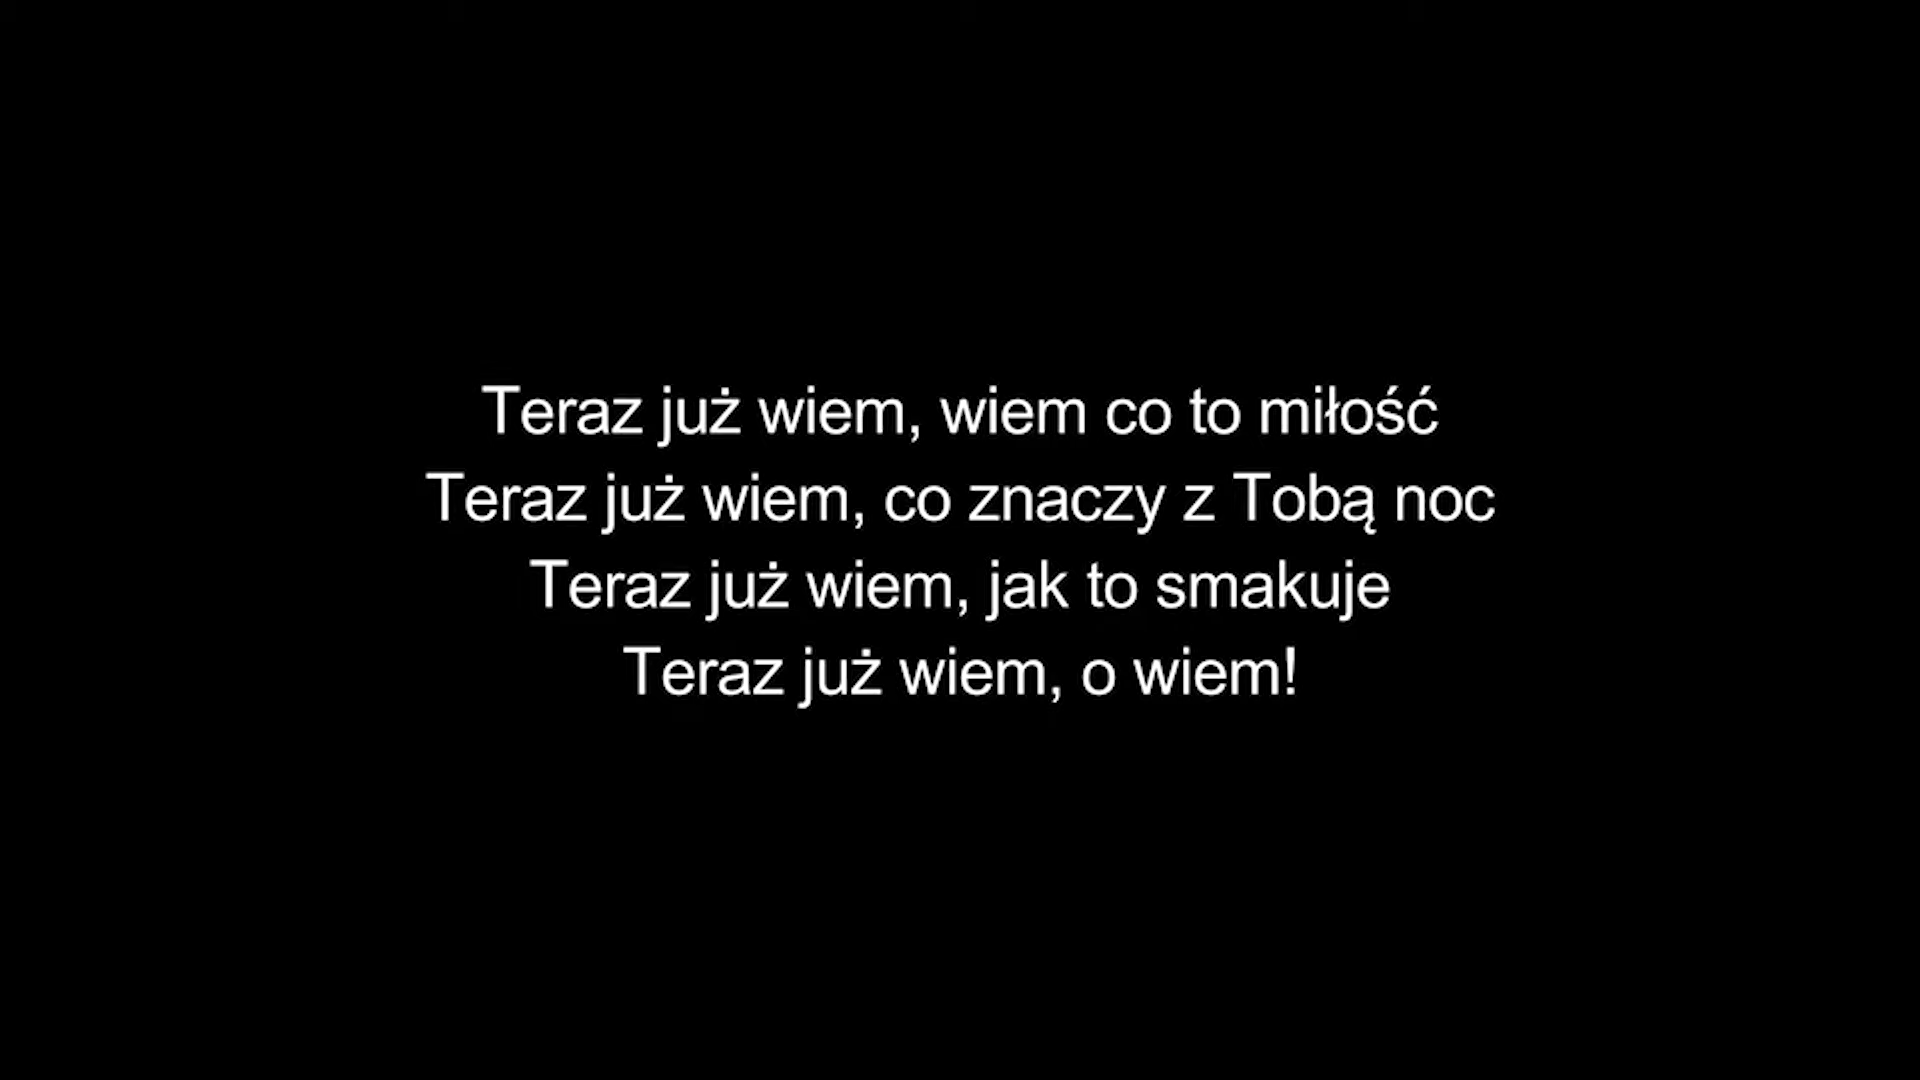 Teraz już wiem, wiem co to miłość
Teraz już wiem, co znaczy z Tobą noc
Teraz już wiem, jak to smakuje
Teraz już wiem, o wiem!